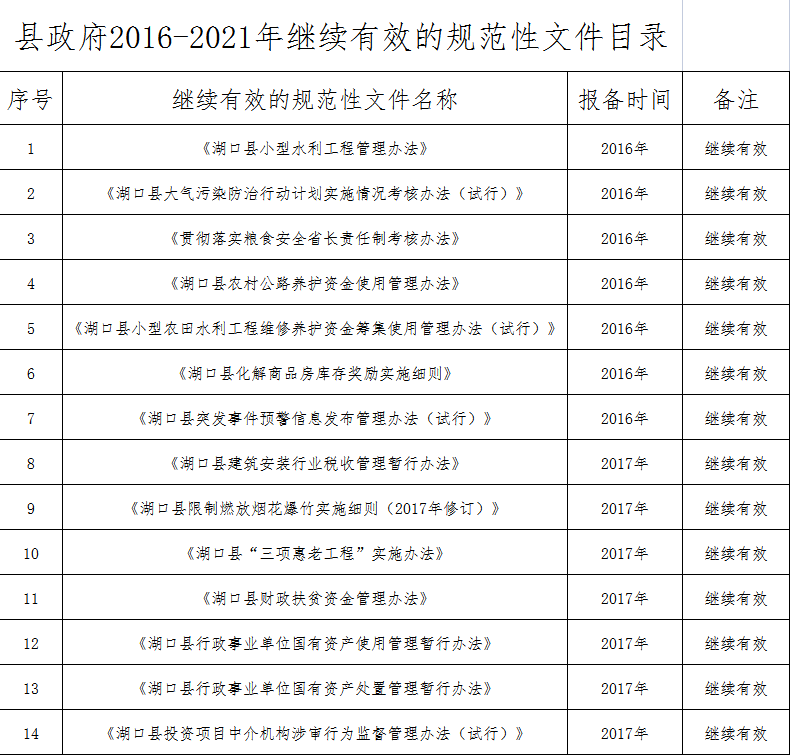 县政府2016-2021年继续有效的规范性文件目录
序号 继续有效的规范性文件名称 报备时间 备注
1 《湖口县小型水利工程管理办法》 2016年 继续有效
2 《湖口县大气污染防治行动计划实施情况考核办法（试行）》 2016年 继续有效
3 《贯彻落实粮食安全省长责任制考核办法》 2016年 继续有效
4 《湖口县农村公路养护资金使用管理办法》 2016年 继续有效
5 《湖口县小型农田水利工程维修养护资金筹集使用管理办法（试行）》 2016年 继续有效
6 《湖口县化解商品房库存奖励实施细则》 2016年 继续有效
7 《湖口县突发事件预警信息发布管理办法（试行）》 2016年 继续有效
8 《湖口县建筑安装行业税收管理暂行办法》 2017年 继续有效
9 《湖口县限制燃放烟花爆竹实施细则（2017年修订）》 2017年 继续有效
10 《湖口县“三项惠老工程”实施办法》 2017年 继续有效
11 《湖口县财政扶贫资金管理办法》 2017年 继续有效
12 《湖口县行政事业单位国有资产使用管理暂行办法》 2017年 继续有效
13 《湖口县行政事业单位国有资产处置管理暂行办法》 2017年 继续有效
14 《湖口县投资项目中介机构涉审行为监督管理办法（试行）》 2017年 继续有效